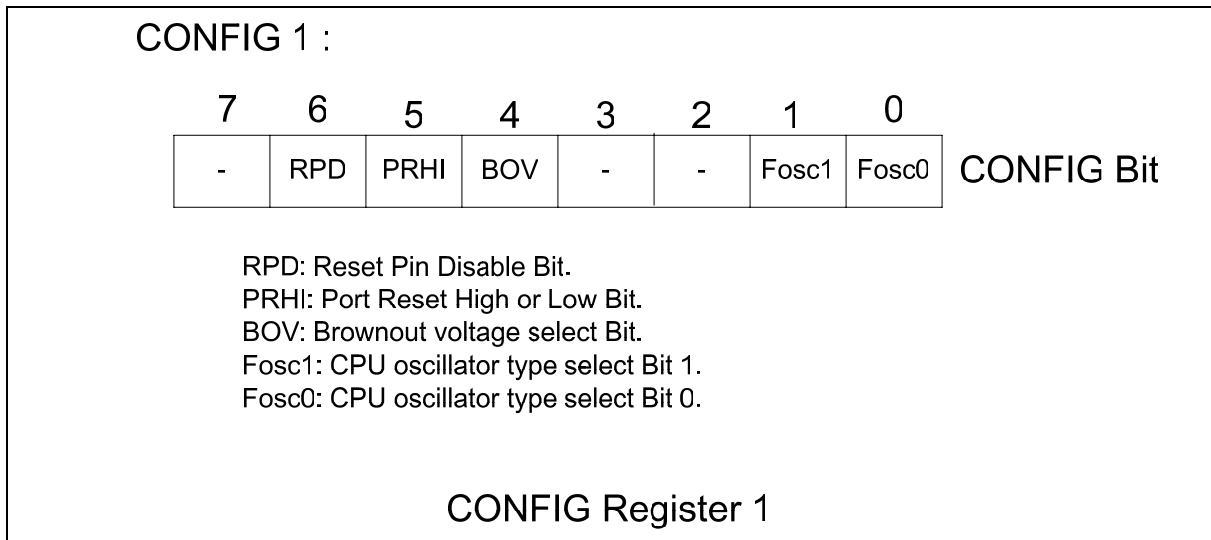 CONFIG 1 :
7 6 5 4 3 2 1 0
- RPD PRHI BOV - - Fosc1 Fosc0 CONFIG Bit
RPD: Reset Pin Disable Bit.
PRHI: Port Reset High or Low Bit.
BOV: Brownout voltage select Bit.
Fosc1: CPU oscillator type select Bit 1.
Fosc0: CPU oscillator type select Bit 0.
CONFIG Register 1